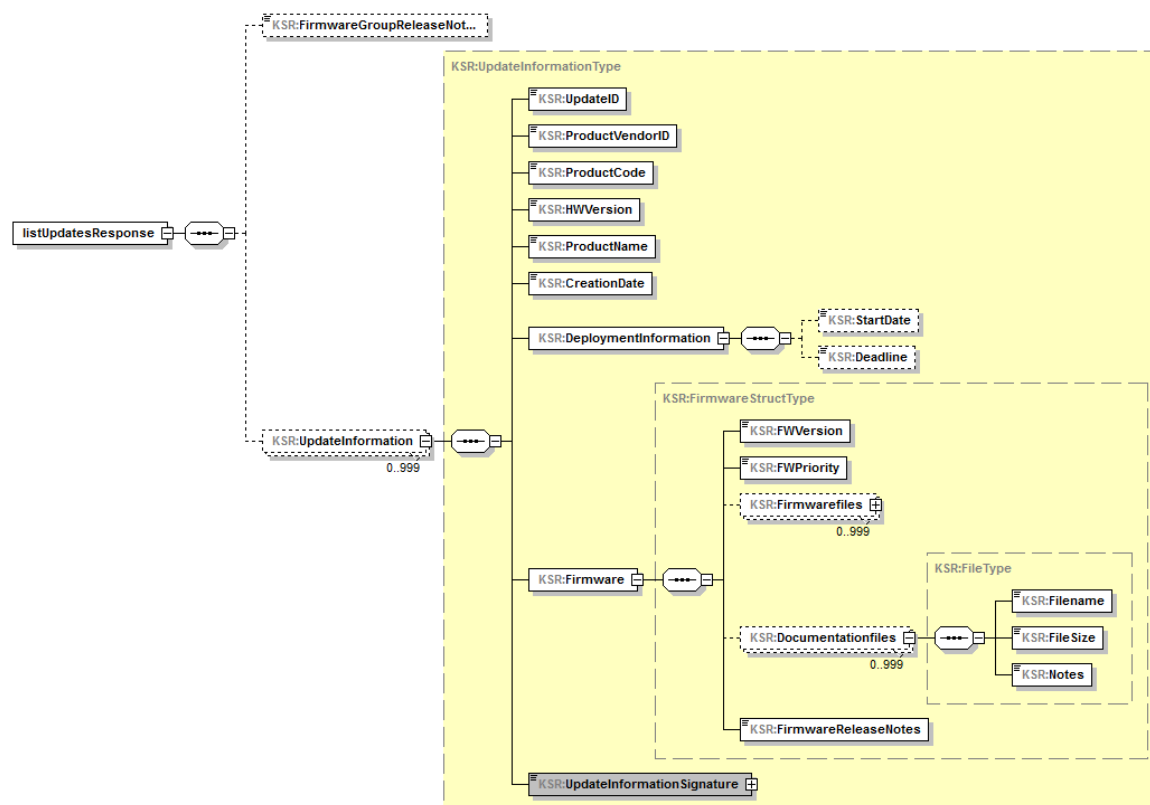 KSR:FirmwareGroupReleaseNot...
KSR:UpdateInformationType
KSR:UpdateID
KSR:ProductVendorID
KSR:ProductCode
KSR:HWVersion
listUpdatesResponse
KSR:ProductName
KSR:CreationDate
KSR:StartDate
KSR:DeploymentInformation
KSR:Deadline
KSR:FirmwareStructType
KSR:FWVersion
KSR:UpdateInformation
0..999
KSR:FWPriority
KSR:Firmwarefiles
0..999
KSR:FileType
KSR:Firmware
KSR:Filename
KSR:Documentationfiles
0..999
KSR:FileSize
KSR:Notes
KSR:FirmwareReleaseNotes
KSR:UpdateInformationSignature